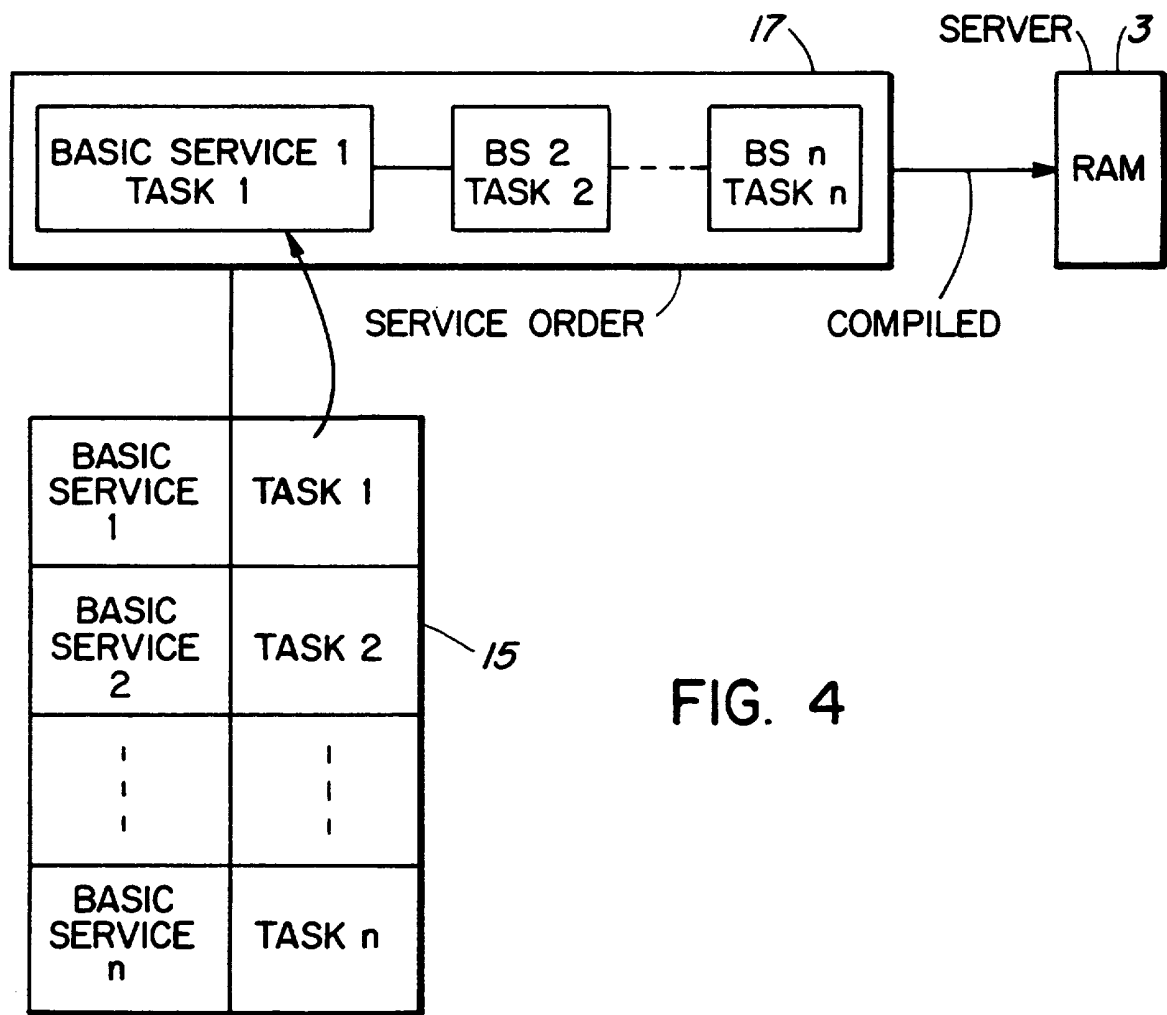 17
SERVER 3
BASIC SERVICE 1
TASK 1
BS 2
TASK 2
BS n
TASK n
RAM
SERVICE ORDER
COMPILED
BASIC
SERVICE
1
TASK 1
BASIC
SERVICE
2
TASK 2
15
BASIC
SERVICE
n
TASK n
FIG. 4